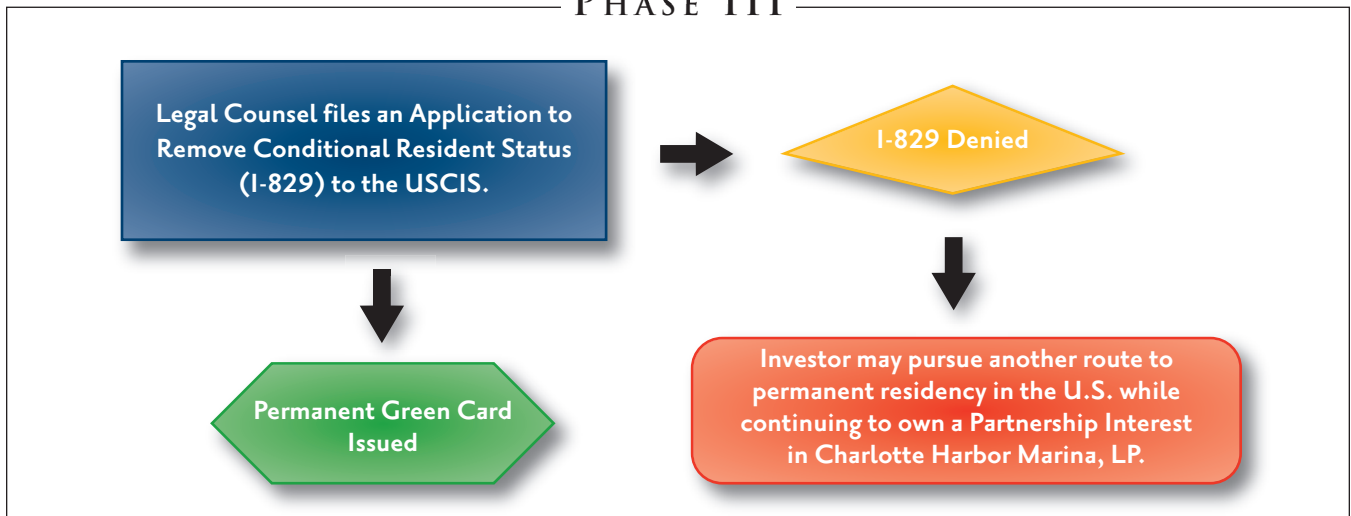 PHASE III
Legal Counsel files an Application to
Remove Conditional Resident Status
(I-829) to the USCIS.
I-829 Denied
Permanent Green Card
Issued
Investor may pursue another route to
permanent residency in the U.S. while
continuing to own a Partnership Interest
in Charlotte Harbor Marina, LP.